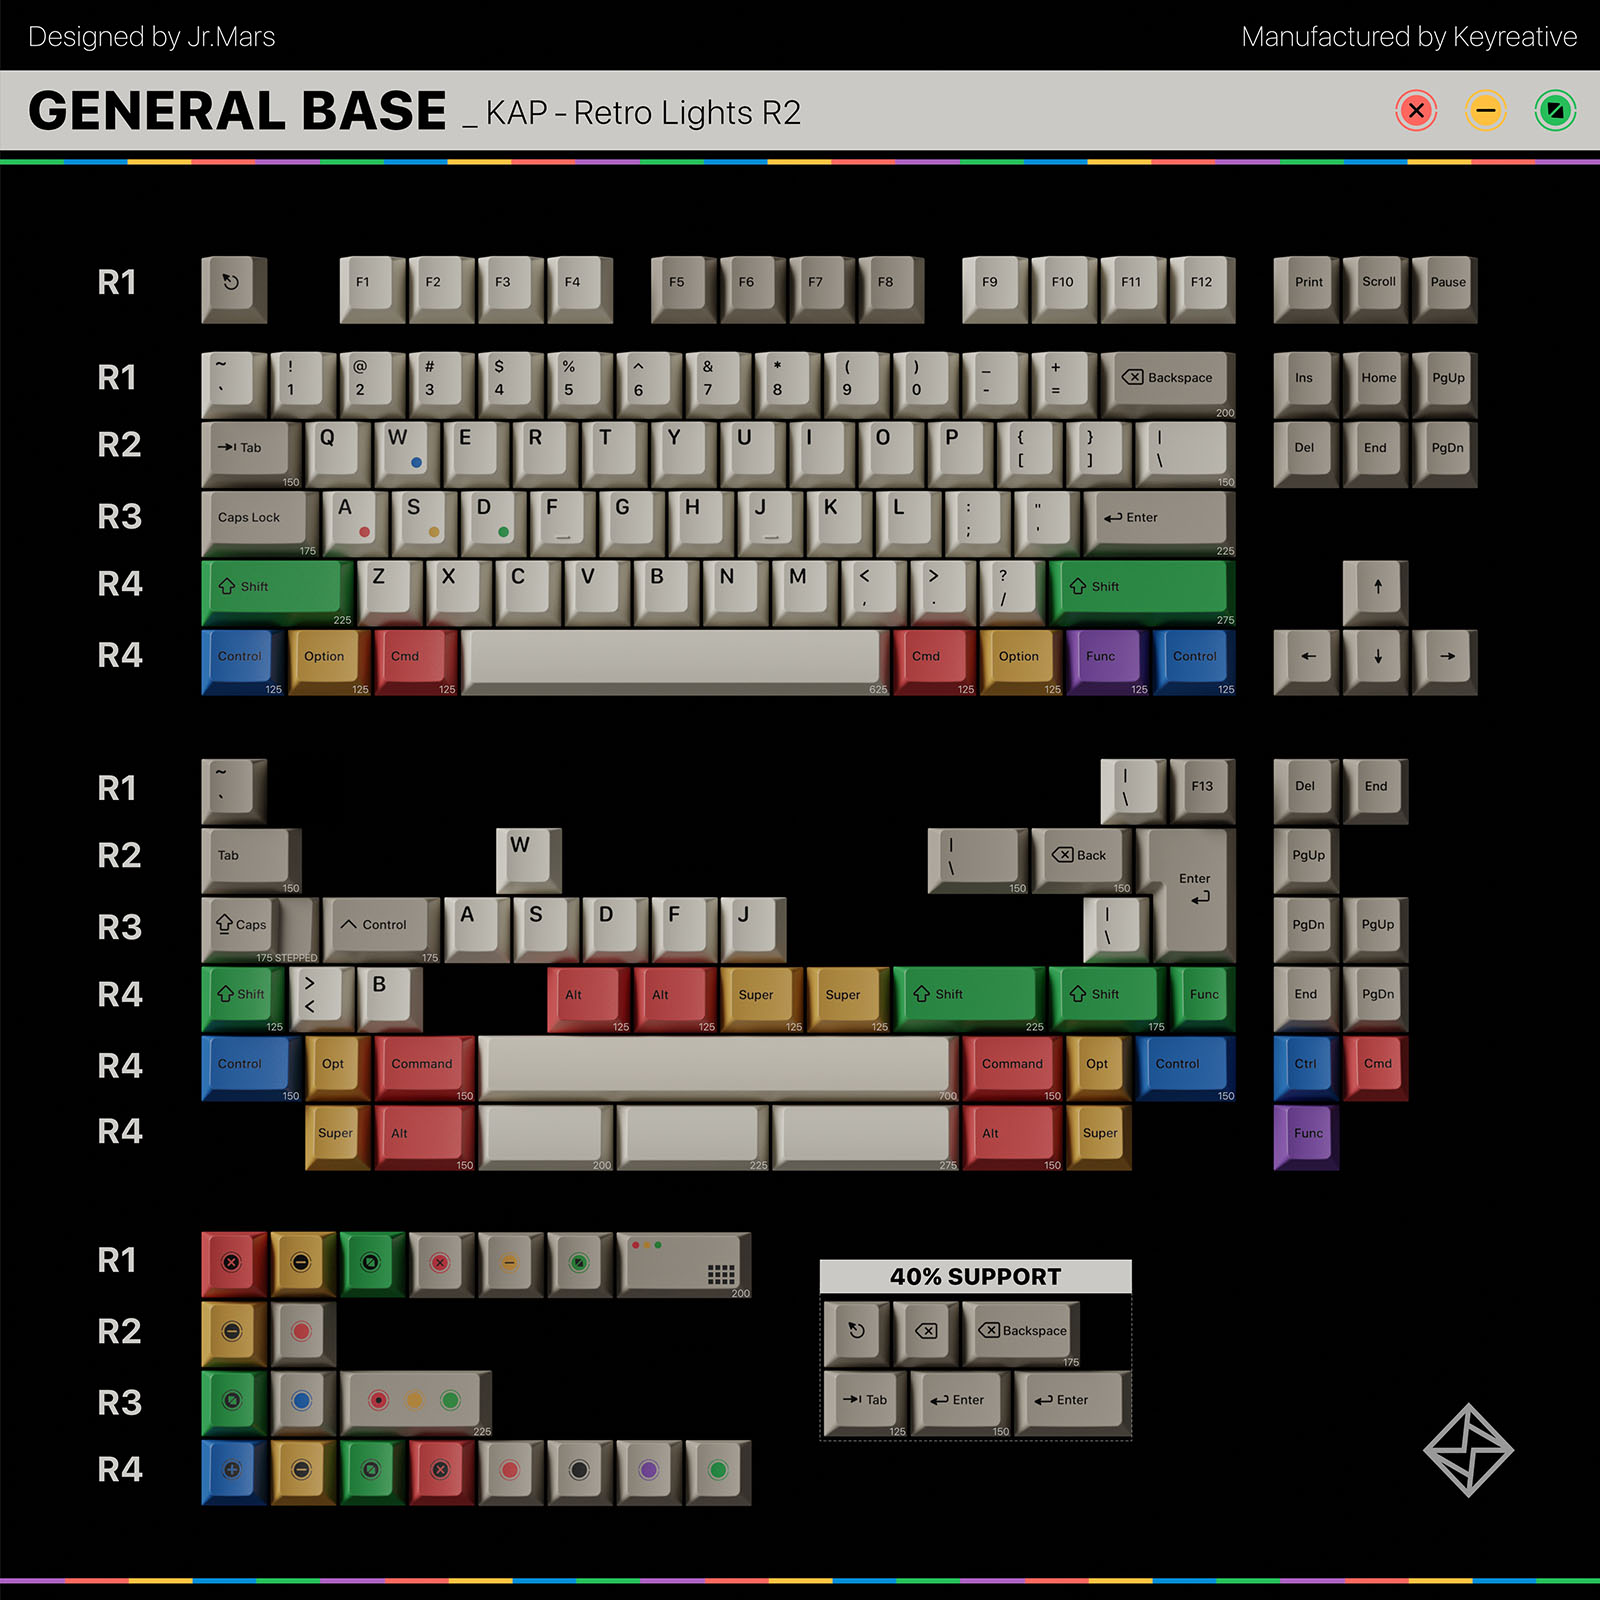 Designed by Jr.Mars
Manufactured by Keyreative
GENERAL BASE _ KAP - Retro Lights R2
R1 F1 F2 F3 F4 F5 F6 F7 F8 F9 F10 F11 F12 Print Scroll Pause
R1 ~ ` ! 1 @ 2 # 3 $ 4 % 5 ^ 6 & 7 * 8 ( 9 ) 0 _ - + = Backspace 200 Ins Home PgUp
R2 Tab 150 Q W E R T Y U I O P { [ } ] | \ 150 Del End PgDn
R3 Caps Lock 175 A S D F G H J K L : ; " ' Enter 225
R4 Shift 225 Z X C V B N M < , > . ? / Shift 275 ↑
R4 Control 125 Option 125 Cmd 125 625 Cmd 125 Option 125 Func 125 Control 125 ← ↓ →
R1 ~ ` | \ F13 Del End
R2 Tab 150 W | \ 150 Back 150 Enter PgUp
R3 Caps 175 STEPPED Control 175 A S D F J | \ PgDn PgUp
R4 Shift 125 > < B Alt 125 Alt 125 Super 125 Super 125 Shift 225 Shift 175 Func End PgDn
R4 Control 150 Opt Command 150 700 Command 150 Opt Control 150 Ctrl Cmd
R4 Super Alt 150 200 225 275 Alt 150 Super Func
R1 200
R2
R3 225
R4
40% SUPPORT
Backspace 175
Tab 125 Enter 150 Enter